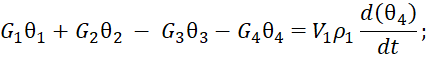 G₁θ₁ + G₂θ₂ − G₃θ₃ − G₄θ₄ = V₁ρ₁ d(θ₄)/dt ;